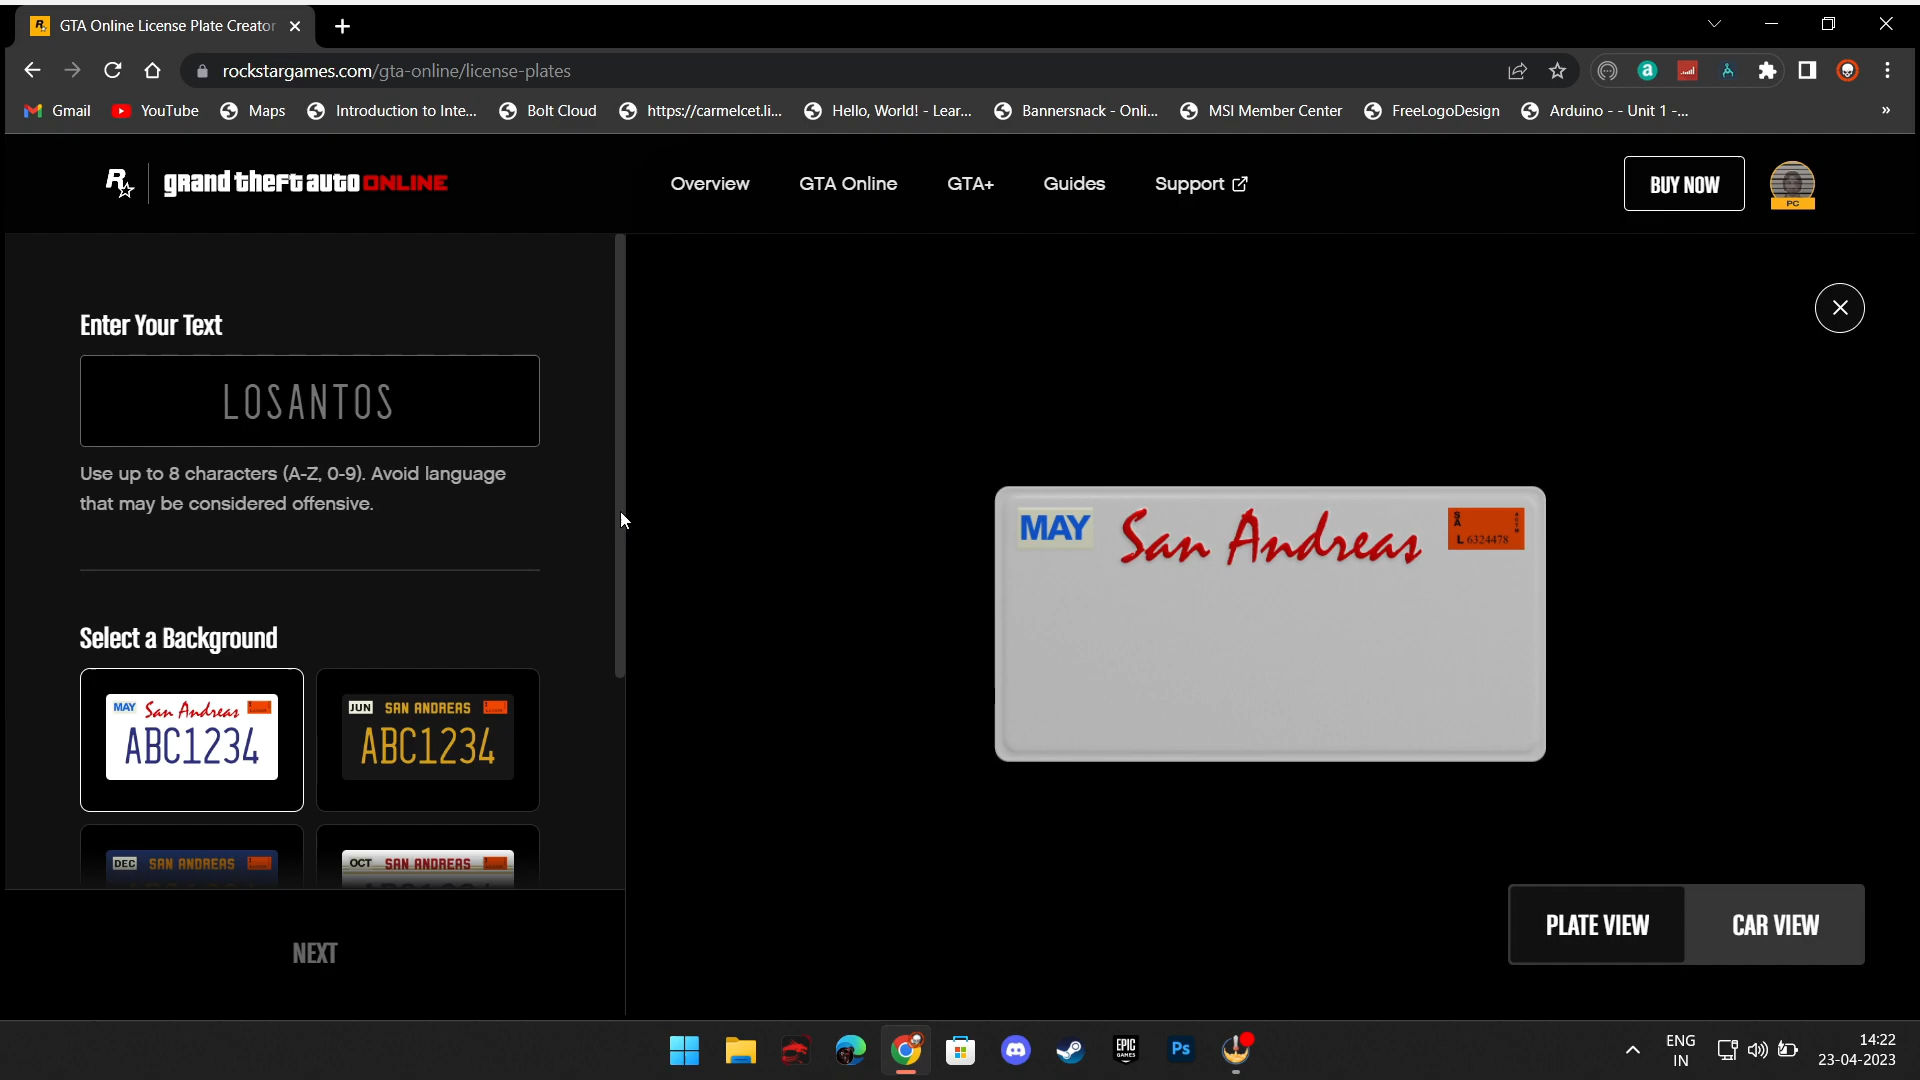 GTA Online License Plate Creator
rockstargames.com/gta-online/license-plates
Gmail
YouTube
Maps
Introduction to Inte...
Bolt Cloud
https://carmelcet.li...
Hello, World! - Lear...
Bannersnack - Onli...
MSI Member Center
FreeLogoDesign
Arduino - - Unit 1 -...
»
grand theft auto ONLINE
Overview
GTA Online
GTA+
Guides
Support
BUY NOW
PC
Enter Your Text
LOSANTOS
Use up to 8 characters (A-Z, 0-9). Avoid language
that may be considered offensive.
Select a Background
MAY San Andreas
ABC1234
JUN SAN ANDREAS
ABC1234
DEC SAN ANDREAS
OCT SAN ANDREAS
NEXT
MAY San Andreas
SA
L 6324478
PLATE VIEW
CAR VIEW
EPIC
GAMES
Ps
ENG
IN
14:22
23-04-2023